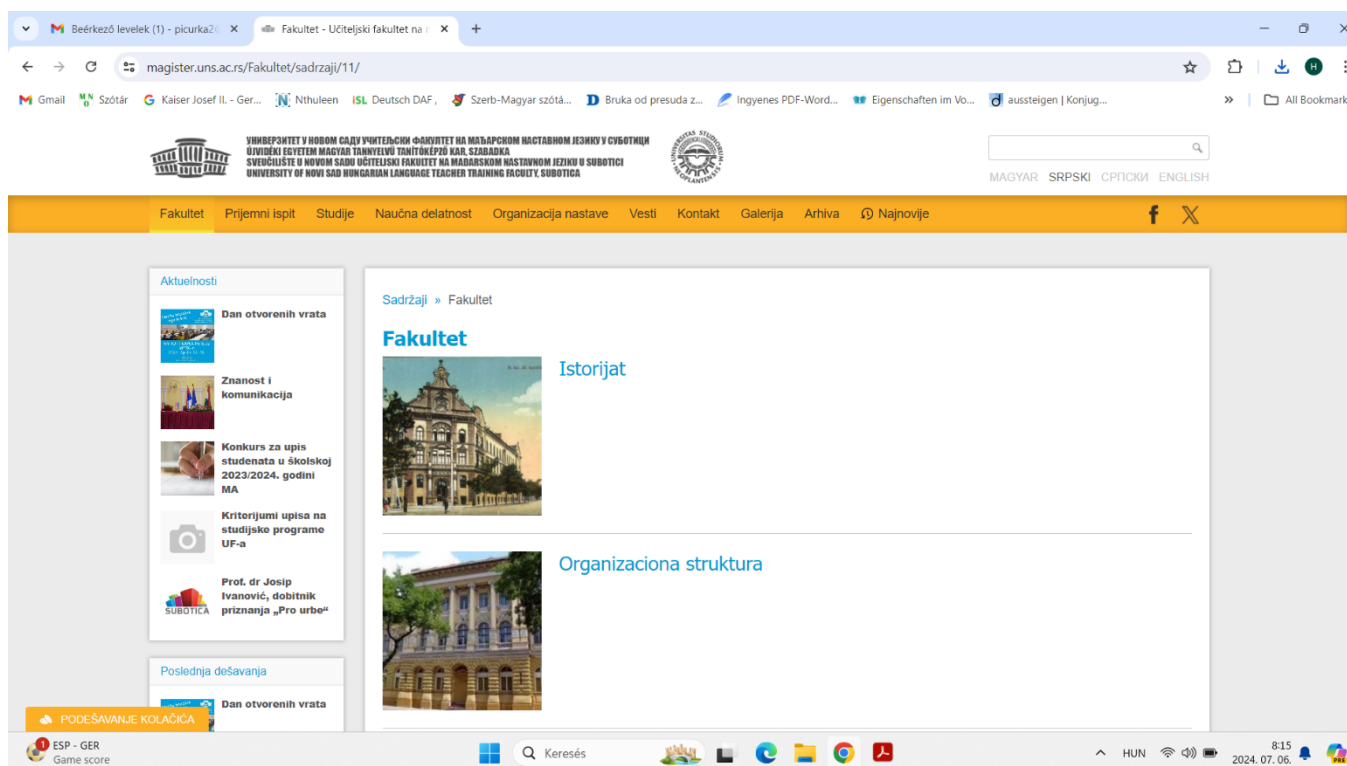 Beérkező levelek (1) - picurka2
Fakultet - Učiteljski fakultet na
magister.uns.ac.rs/Fakultet/sadrzaji/11/
Gmail
Szótár
Kaiser Josef II. - Ger...
Nthuleen
ISL Deutsch DAF ,
Szerb-Magyar szótá...
Bruka od presuda z...
Ingyenes PDF-Word...
Eigenschaften im Vo...
aussteigen | Konjug...
»
All Bookmark
УНИВЕРЗИТЕТ У НОВОМ САДУ УЧИТЕЉСКИ ФАКУЛТЕТ НА МАЂАРСКОМ НАСТАВНОМ ЈЕЗИКУ У СУБОТИЦИ
ÚJVIDÉKI EGYETEM MAGYAR TANNYELVŰ TANÍTÓKÉPZŐ KAR, SZABADKA
SVEUČILIŠTE U NOVOM SADU UČITELJSKI FAKULTET NA MAĐARSKOM NASTAVNOM JEZIKU U SUBOTICI
UNIVERSITY OF NOVI SAD HUNGARIAN LANGUAGE TEACHER TRAINING FACULTY, SUBOTICA
MAGYAR SRPSKI СРПСКИ ENGLISH
Fakultet Prijemni ispit Studije Naučna delatnost Organizacija nastave Vesti Kontakt Galerija Arhiva Najnovije
Aktuelnosti
Dan otvorenih vrata
Znanost i
komunikacija
Konkurs za upis
studenata u školskoj
2023/2024. godini
MA
Kriterijumi upisa na
studijske programe
UF-a
SUBOTICA
Prof. dr Josip
Ivanović, dobitnik
priznanja „Pro urbe“
Poslednja dešavanja
Dan otvorenih vrata
Sadržaji » Fakultet
Fakultet
Istorijat
Organizaciona struktura
PODEŠAVANJE KOLAČIĆA
1
ESP - GER
Game score
Keresés
HUN
8:15
2024. 07. 06.
PRE